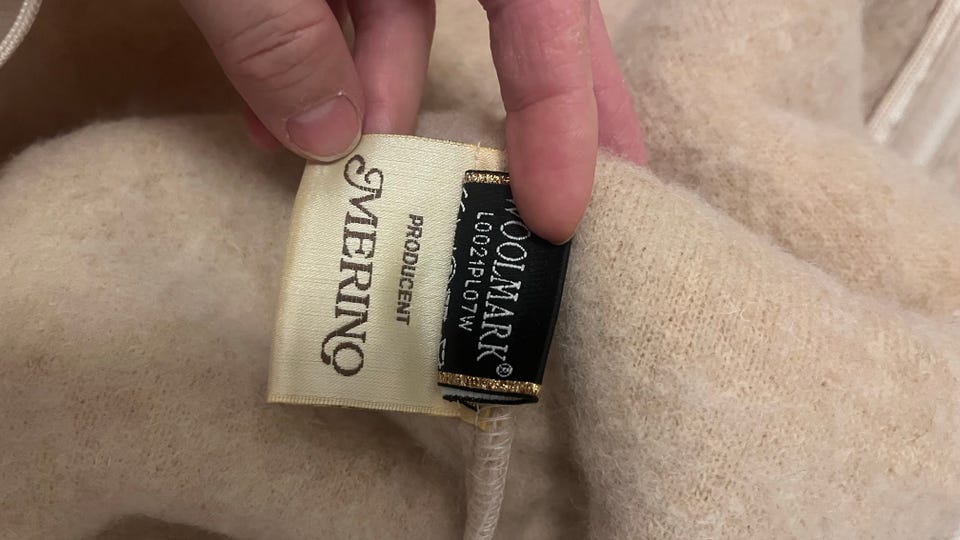 MERINO
PRODUCENT
WOOLMARK®
L0021PL07W